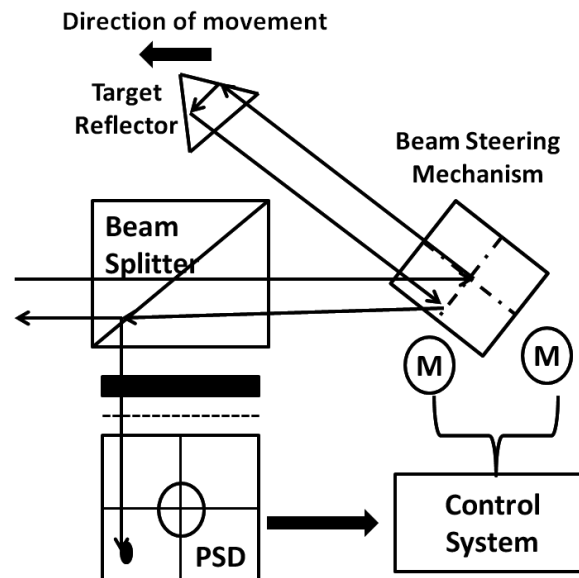 Direction of movement
Target
Reflector
Beam Steering
Mechanism
Beam
Splitter
M
M
PSD
Control
System